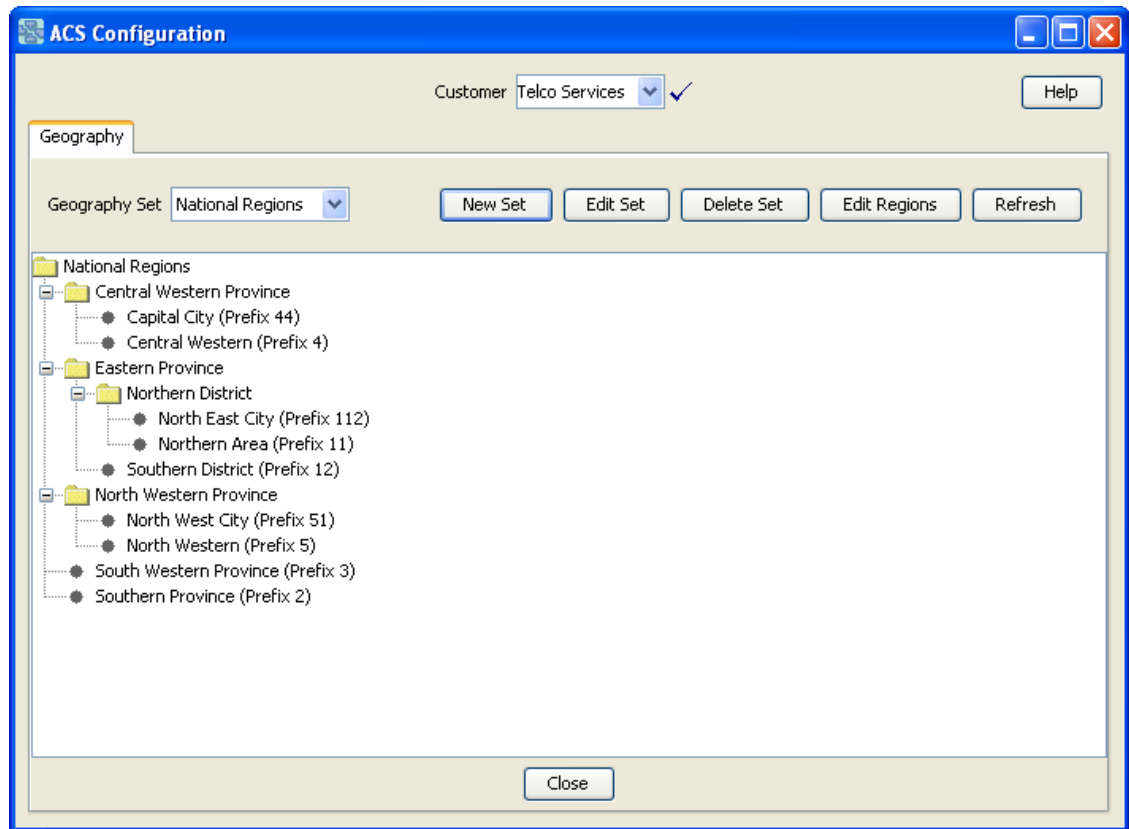 ACS Configuration
Customer Telco Services Help
Geography
Geography Set National Regions New Set Edit Set Delete Set Edit Regions Refresh
National Regions
Central Western Province
Capital City (Prefix 44)
Central Western (Prefix 4)
Eastern Province
Northern District
North East City (Prefix 112)
Northern Area (Prefix 11)
Southern District (Prefix 12)
North Western Province
North West City (Prefix 51)
North Western (Prefix 5)
South Western Province (Prefix 3)
Southern Province (Prefix 2)
Close